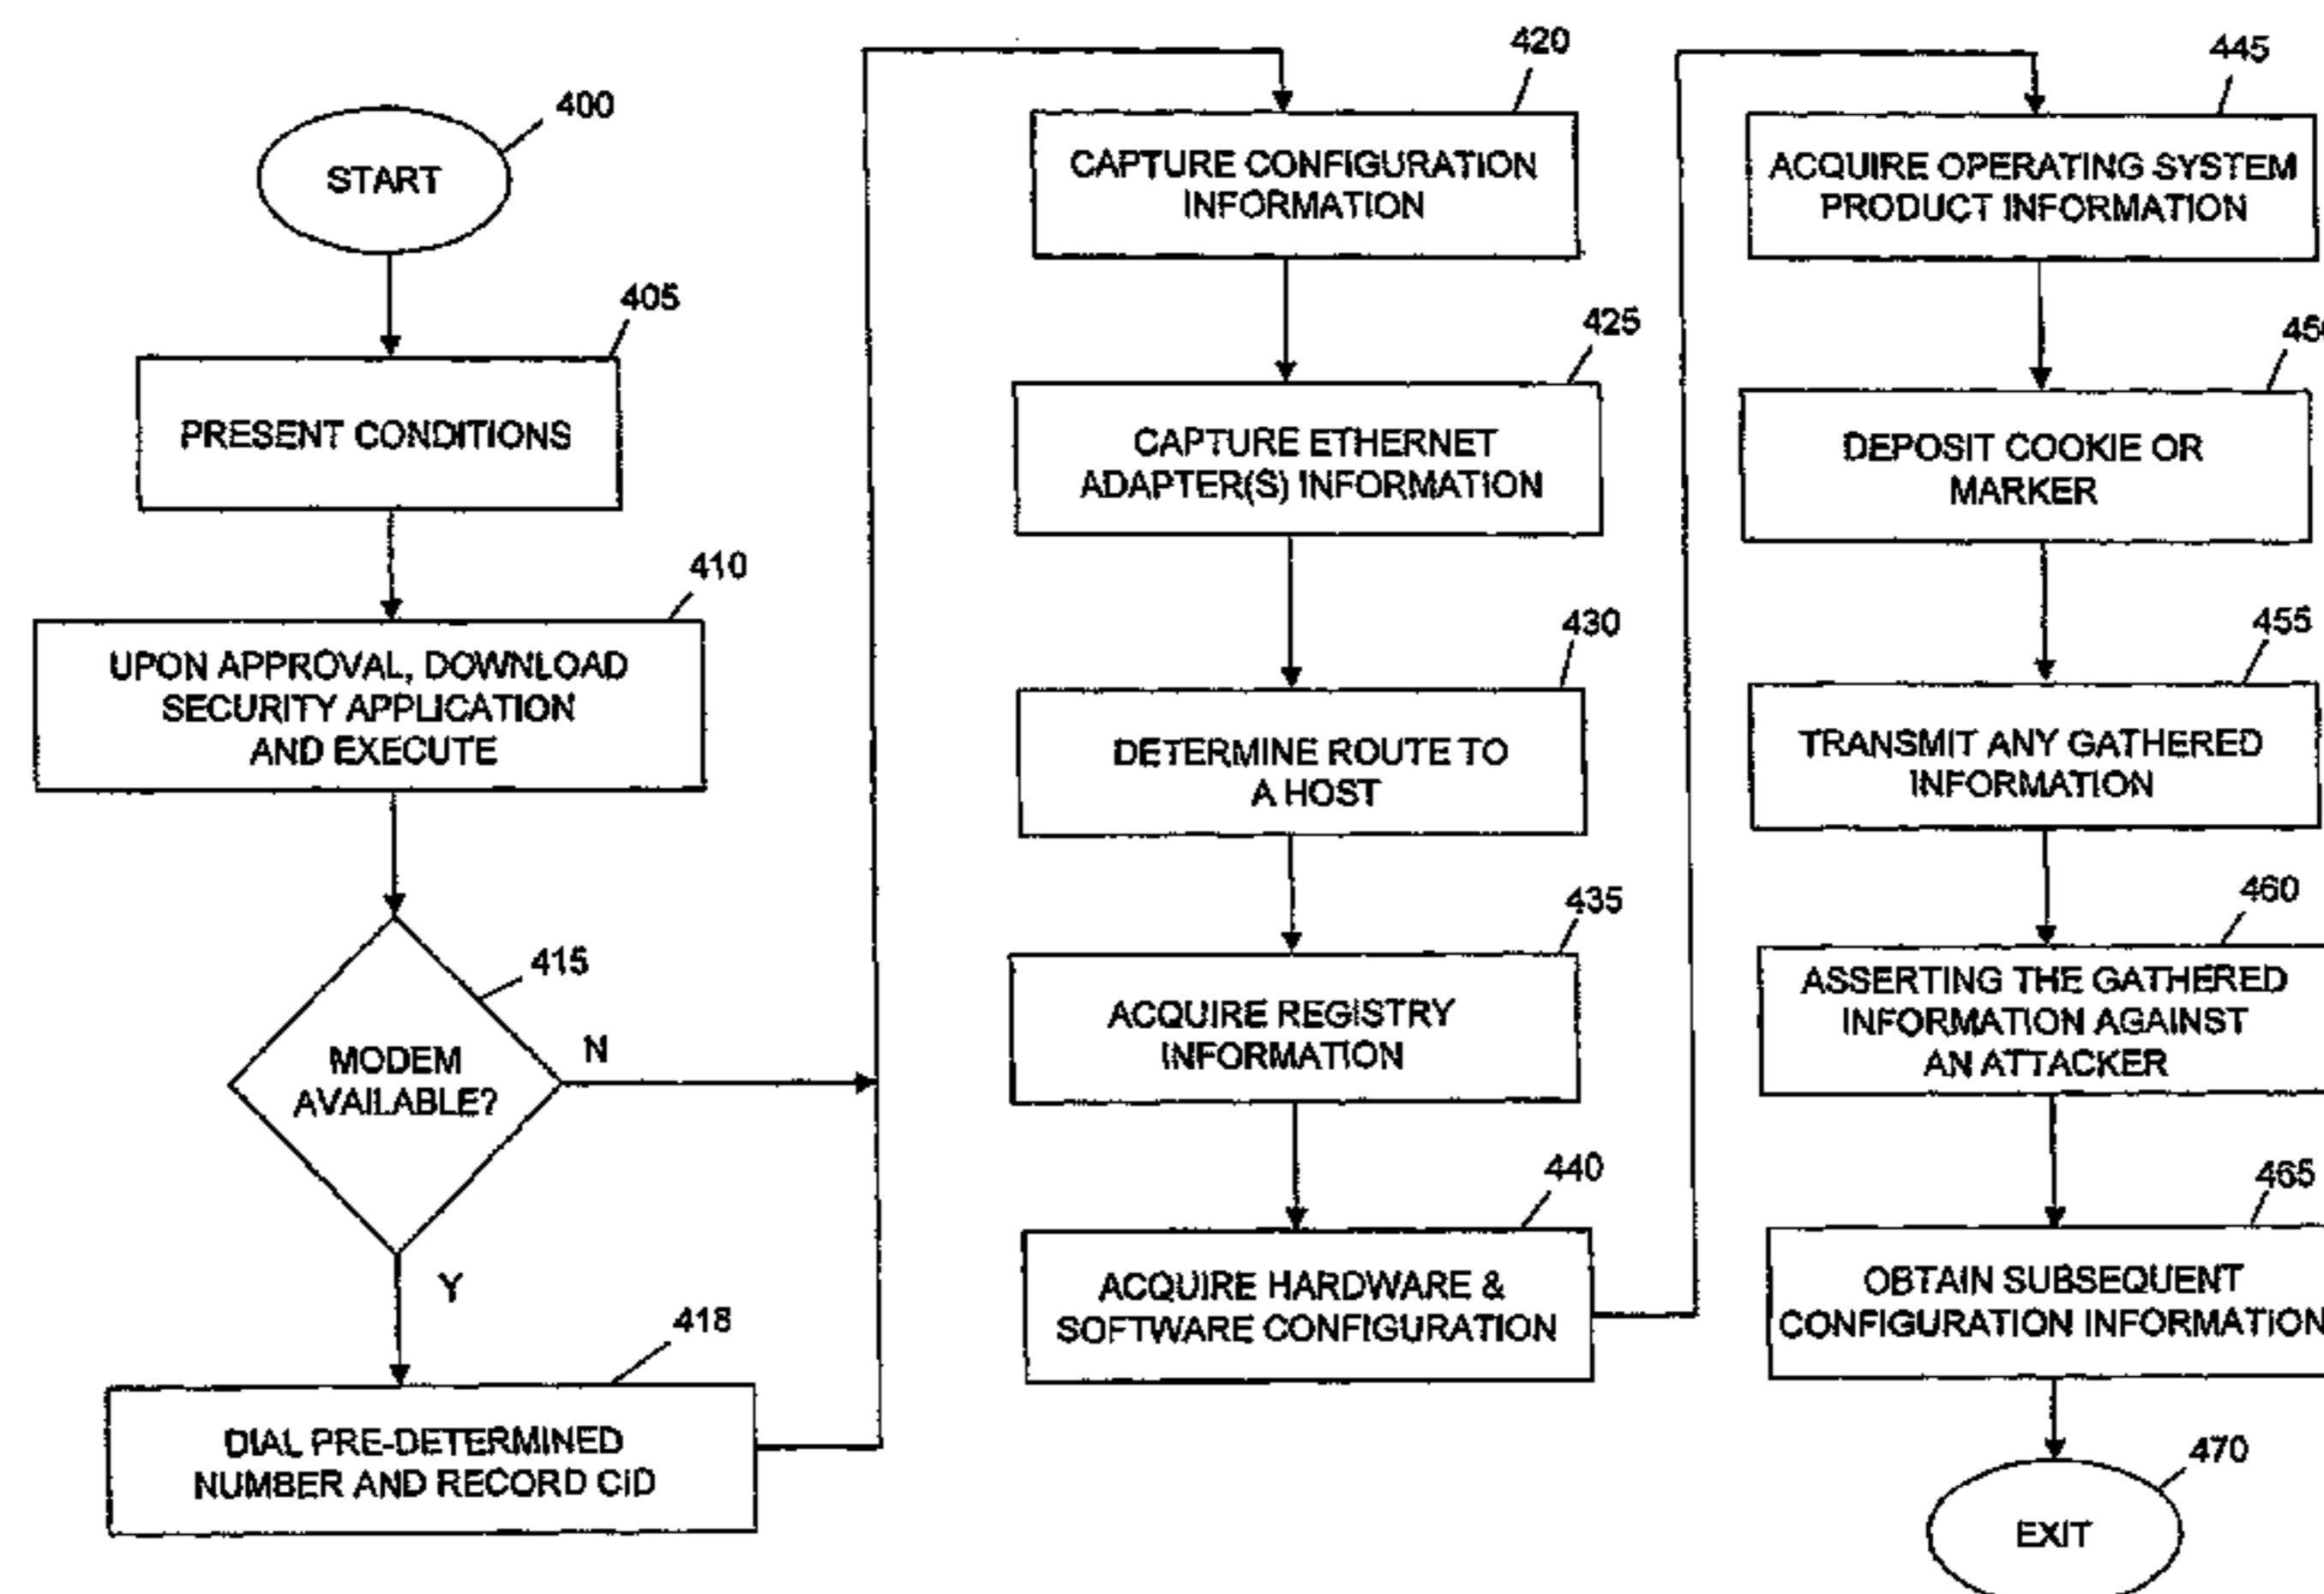 400
START
405
PRESENT CONDITIONS
410
UPON APPROVAL, DOWNLOAD
SECURITY APPLICATION
AND EXECUTE
415
MODEM
AVAILABLE?
N
Y
418
DIAL PRE-DETERMINED
NUMBER AND RECORD CID
420
CAPTURE CONFIGURATION
INFORMATION
425
CAPTURE ETHERNET
ADAPTER(S) INFORMATION
430
DETERMINE ROUTE TO
A HOST
435
ACQUIRE REGISTRY
INFORMATION
440
ACQUIRE HARDWARE &
SOFTWARE CONFIGURATION
445
ACQUIRE OPERATING SYSTEM
PRODUCT INFORMATION
DEPOSIT COOKIE OR
MARKER
455
TRANSMIT ANY GATHERED
INFORMATION
460
ASSERTING THE GATHERED
INFORMATION AGAINST
AN ATTACKER
465
OBTAIN SUBSEQUENT
CONFIGURATION INFORMATION
470
EXIT